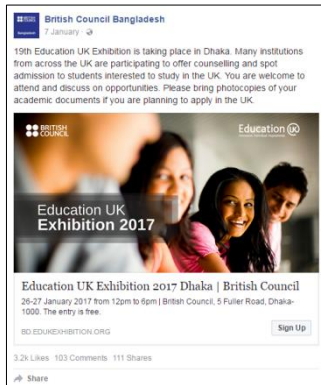 BRITISH COUNCIL
British Council Bangladesh
7 January ·
19th Education UK Exhibition is taking place in Dhaka. Many institutions
from across the UK are participating to offer counselling and spot
admission to students interested to study in the UK. You are welcome to
attend and discuss on opportunities. Please bring photocopies of your
academic documents if you are planning to apply in the UK.
BRITISH COUNCIL
Education UK
Education UK
Exhibition 2017
Education UK Exhibition 2017 Dhaka | British Council
26-27 January 2017 from 12pm to 6pm | British Council, 5 Fuller Road, Dhaka-
1000. The entry is free.
BD.EDUKEXHIBITION.ORG
Sign Up
3.2k Likes 103 Comments 111 Shares
Share